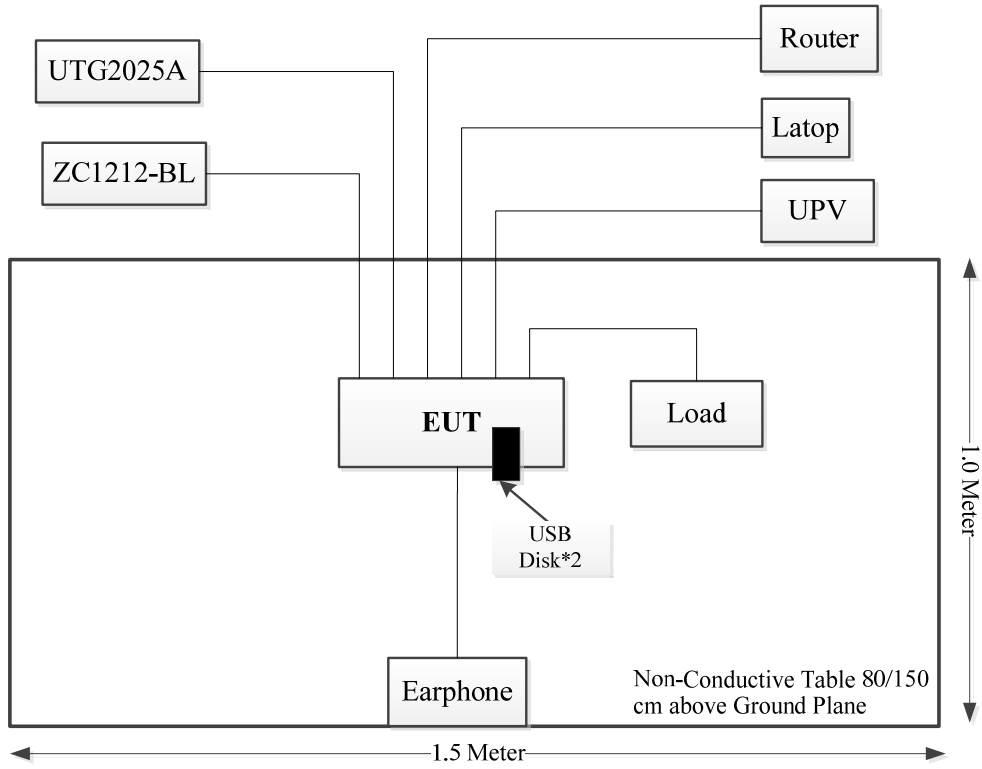 Router
UTG2025A
Latop
ZC1212-BL
UPV
EUT
Load
USB
Disk*2
1.0 Meter
Earphone
Non-Conductive Table 80/150
cm above Ground Plane
1.5 Meter